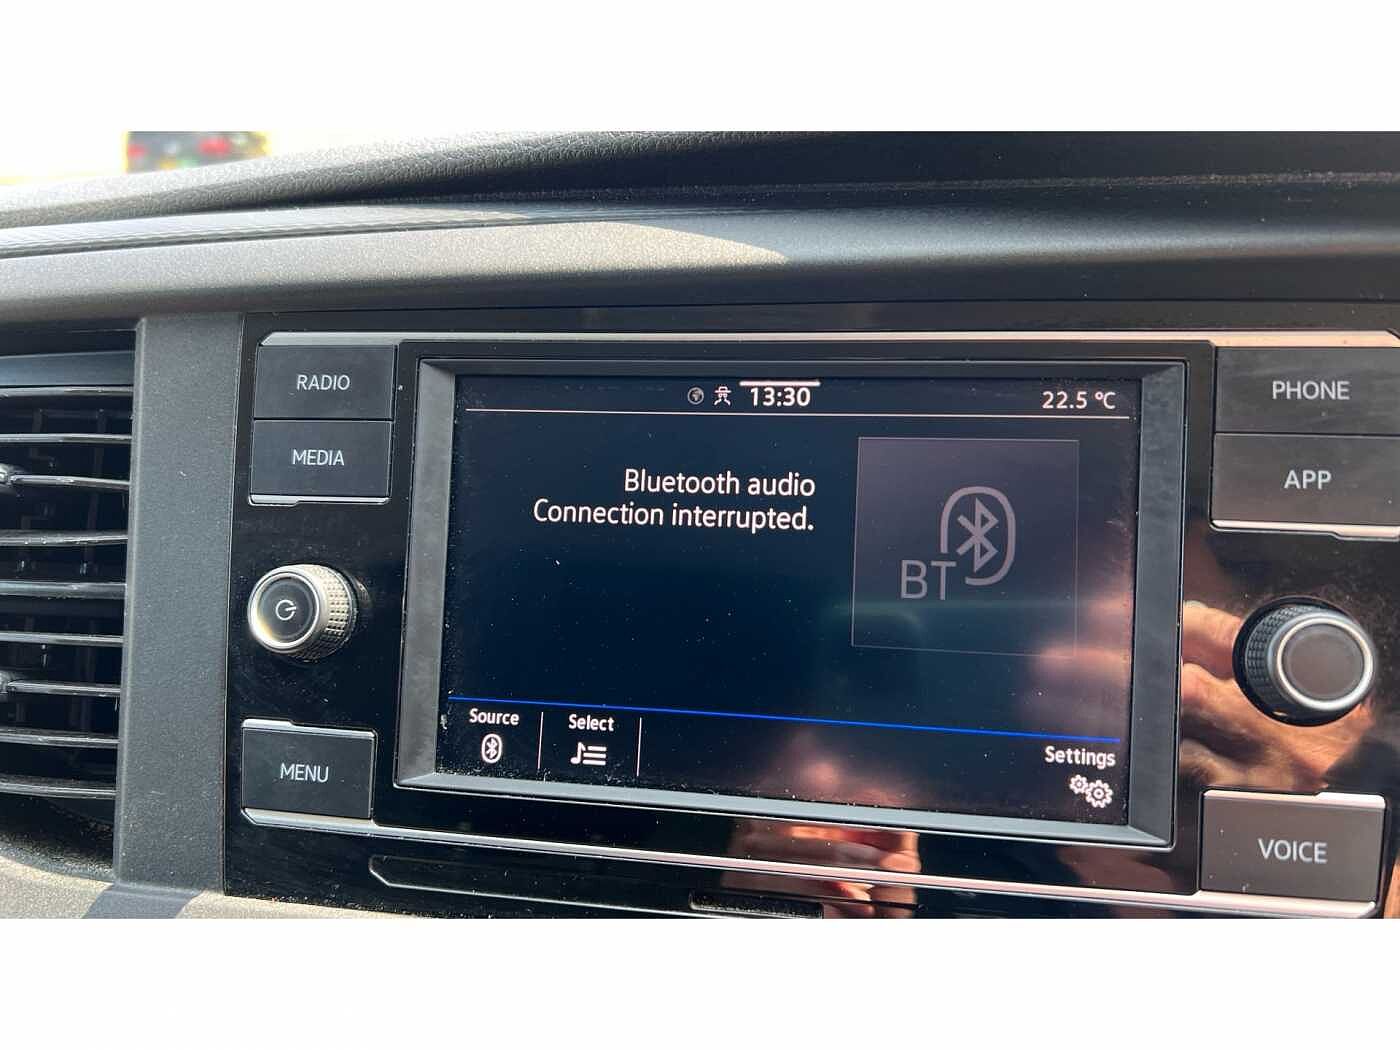 RADIO
MEDIA
MENU
13:30
22.5 °C
Bluetooth audio
Connection interrupted.
BT
Source
Select
Settings
PHONE
APP
VOICE